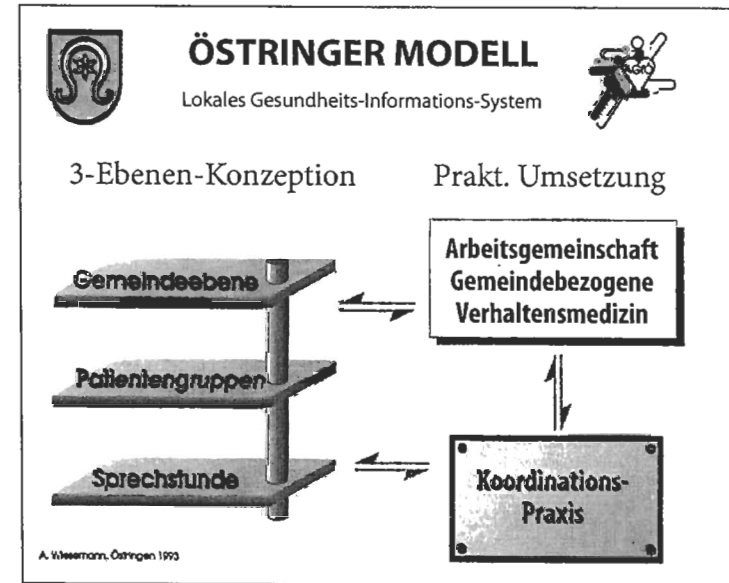 ÖSTRINGER MODELL
Lokales Gesundheits-Informations-System
AGÖ
3-Ebenen-Konzeption
Prakt. Umsetzung
Gemeindeebene
Patientengruppen
Sprechstunde
Arbeitsgemeinschaft
Gemeindebezogene
Verhaltensmedizin
Koordinations-
Praxis
A. Wiesemann, Östringen 1993